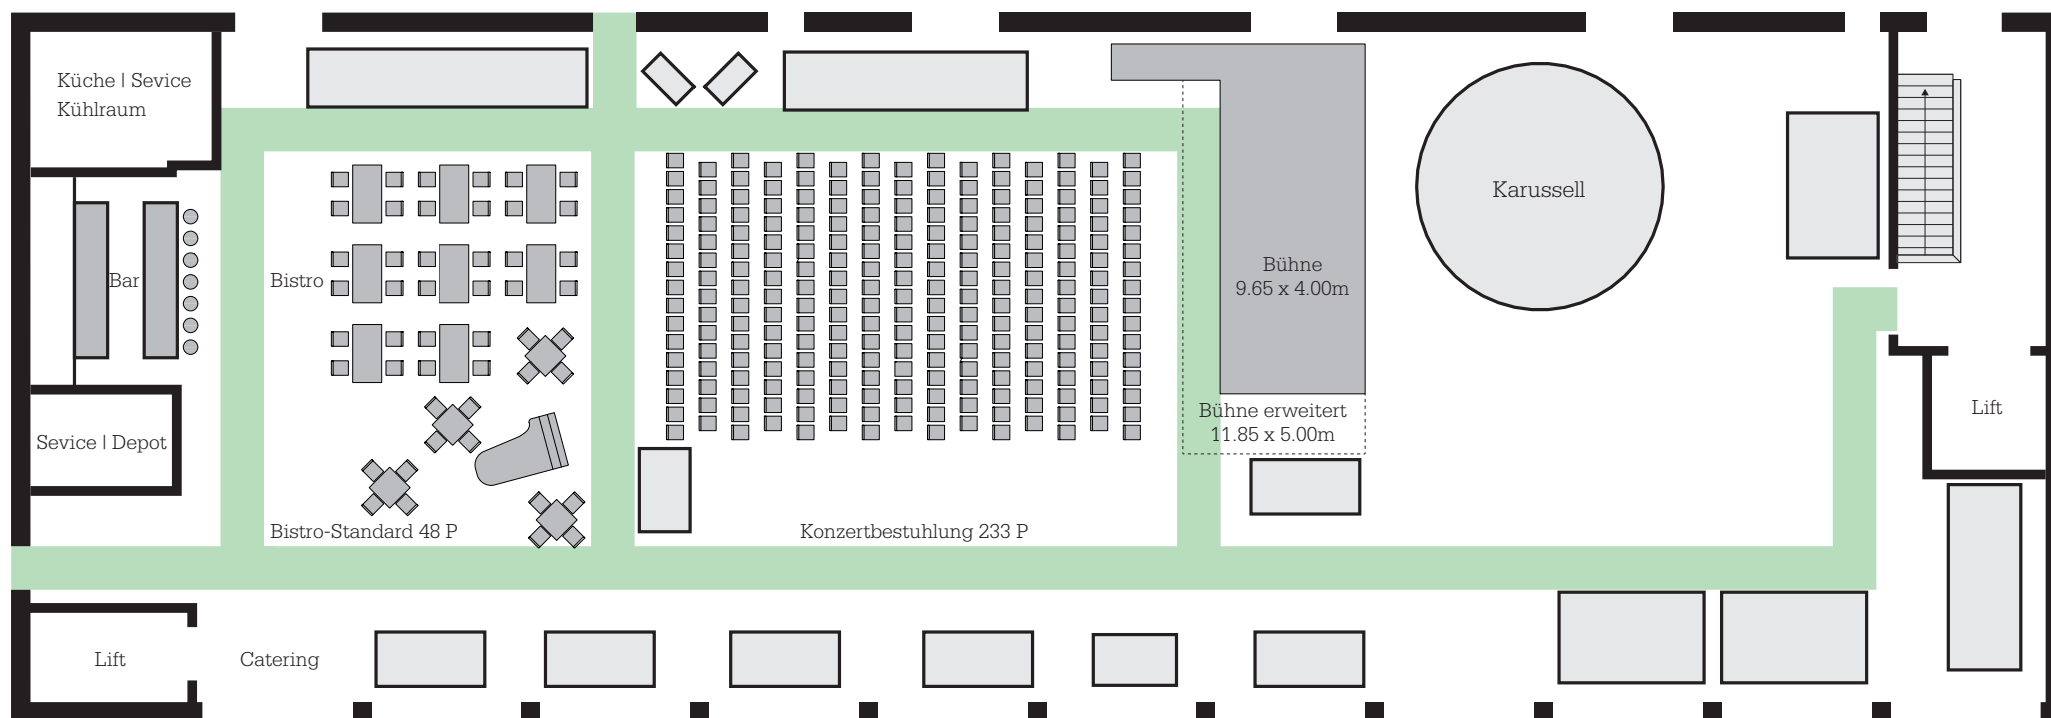 Küche | Sevice
Kühlraum
Bar
Bistro
Karussell
Bühne
9.65 x 4.00m
Bühne erweitert
11.85 x 5.00m
Lift
Sevice | Depot
Bistro-Standard 48 P
Konzertbestuhlung 233 P
Lift
Catering